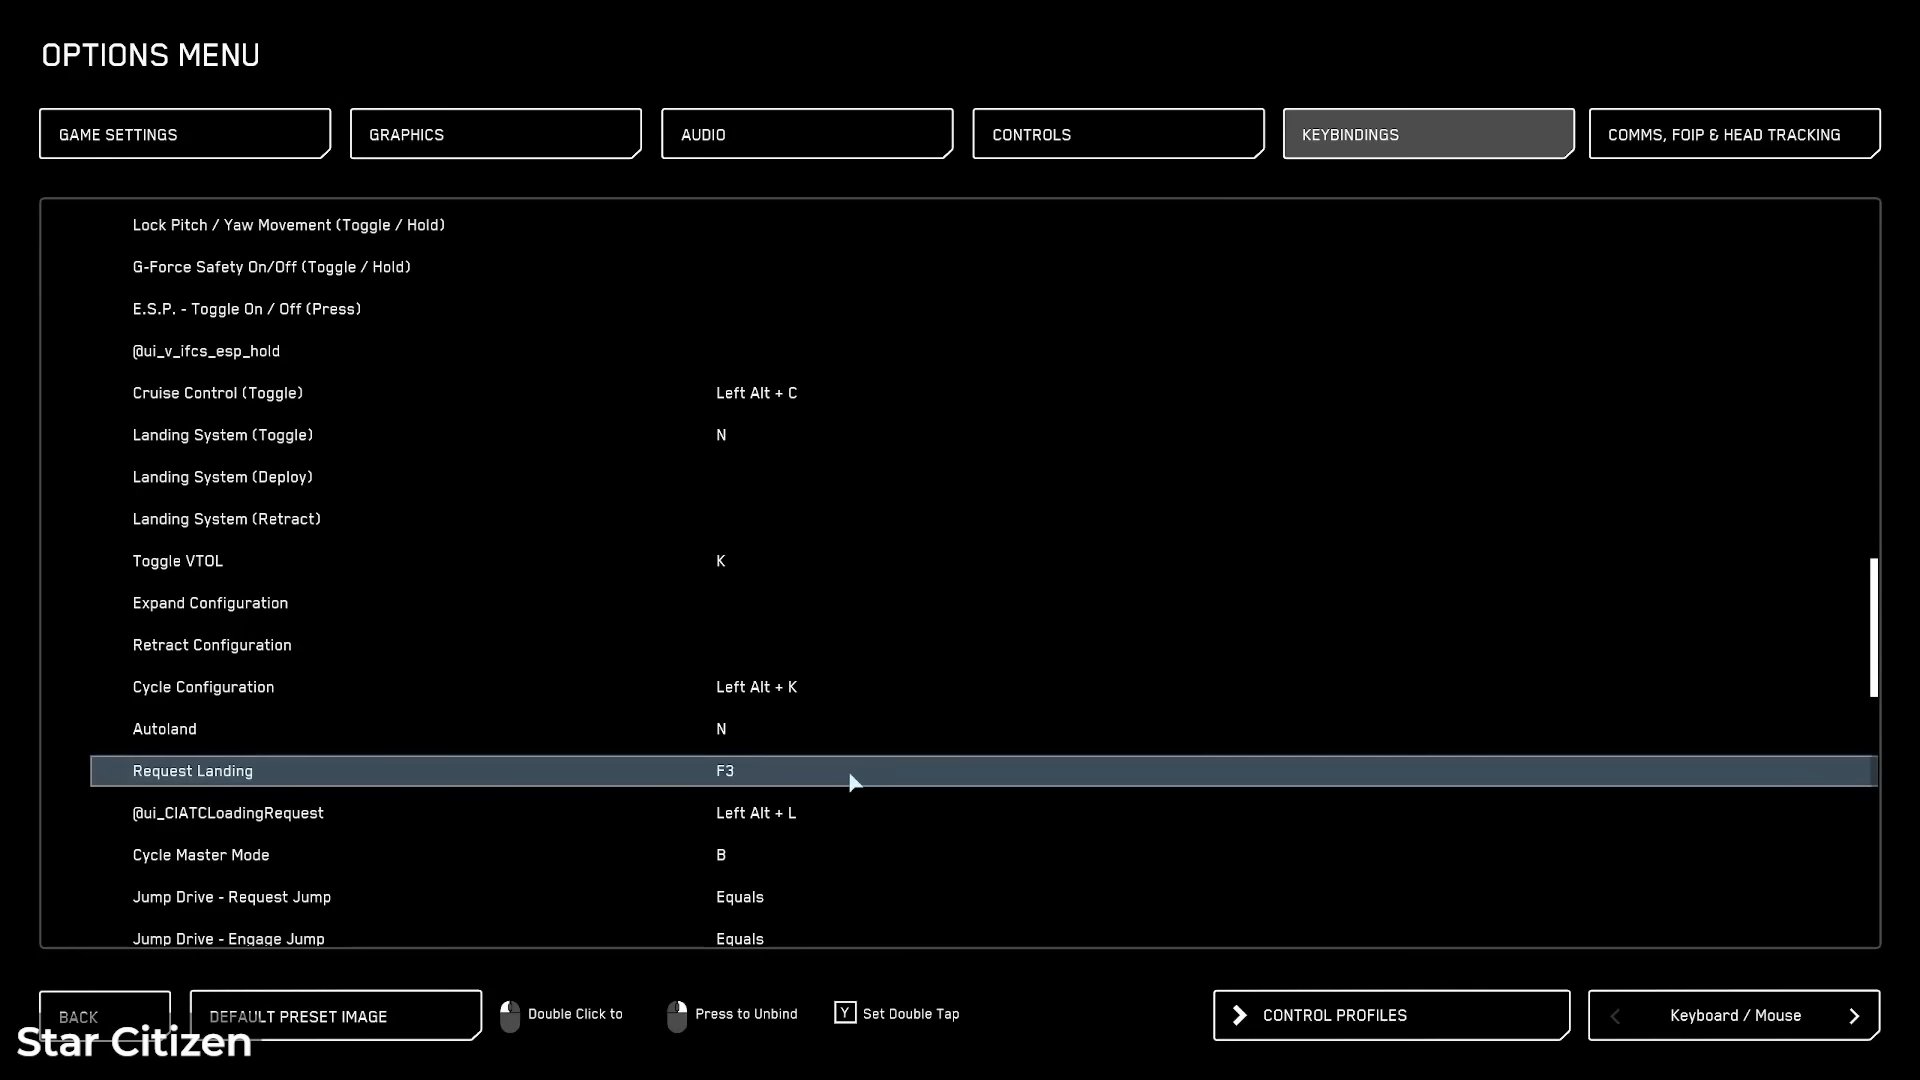 OPTIONS MENU
GAME SETTINGS
GRAPHICS
AUDIO
CONTROLS
KEYBINDINGS
COMMS, FOIP & HEAD TRACKING
Lock Pitch / Yaw Movement (Toggle / Hold)
G-Force Safety On/Off (Toggle / Hold)
E.S.P. - Toggle On / Off (Press)
@ui_v_ifcs_esp_hold
Cruise Control (Toggle) Left Alt + C
Landing System (Toggle) N
Landing System (Deploy)
Landing System (Retract)
Toggle VTOL K
Expand Configuration
Retract Configuration
Cycle Configuration Left Alt + K
Autoland N
Request Landing F3
@ui_CIATCLoadingRequest Left Alt + L
Cycle Master Mode B
Jump Drive - Request Jump Equals
Jump Drive - Engage Jump Equals
BACK
DEFAULT PRESET IMAGE
Double Click to
Press to Unbind
Y Set Double Tap
CONTROL PROFILES
Keyboard / Mouse
Star Citizen